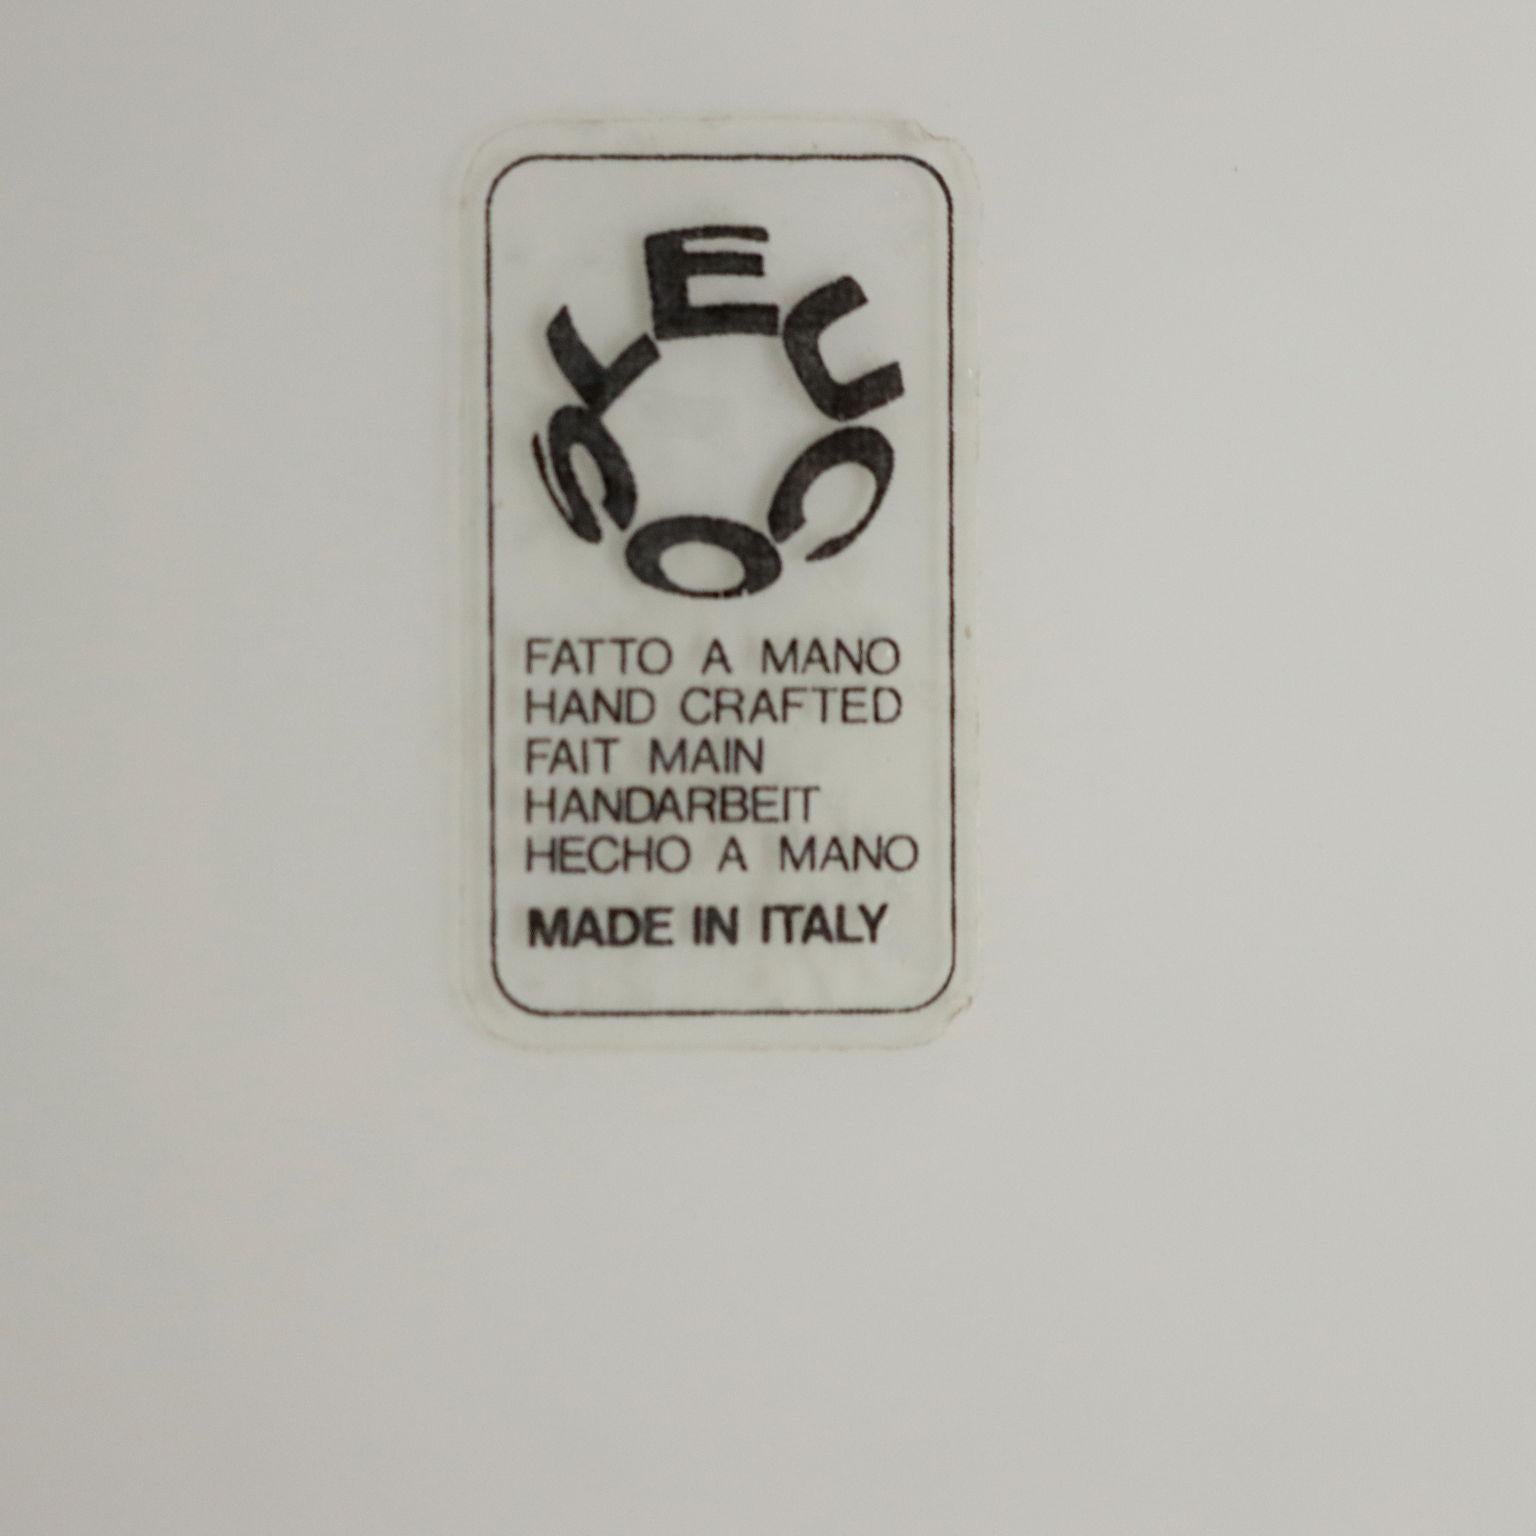 LEUCOS
FATTO A MANO
HAND CRAFTED
FAIT MAIN
HANDARBEIT
HECHO A MANO
MADE IN ITALY